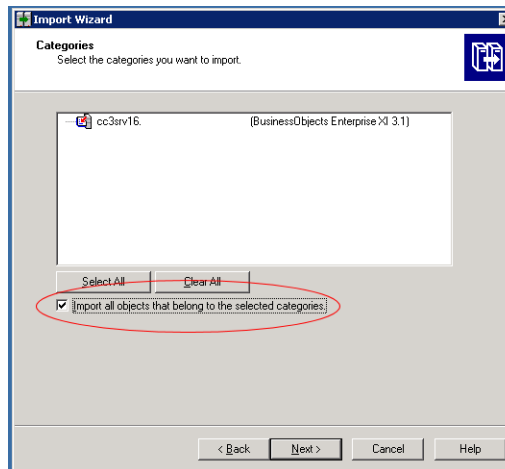 Import Wizard
Categories
Select the categories you want to import.
cc3srv16. (BusinessObjects Enterprise XI 3.1)
Select All Clear All
Import all objects that belong to the selected categories.
< Back Next > Cancel Help